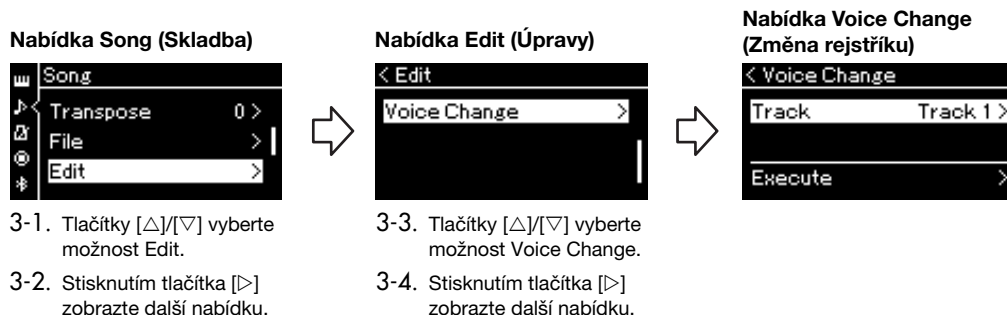 Nabídka Song (Skladba)
Song
Transpose 0 >
File >
Edit >
3-1. Tlačítky [△]/[▽] vyberte
možnost Edit.
3-2. Stisknutím tlačítka [▷]
zobrazte další nabídku.
Nabídka Edit (Úpravy)
< Edit
Voice Change >
3-3. Tlačítky [△]/[▽] vyberte
možnost Voice Change.
3-4. Stisknutím tlačítka [▷]
zobrazte další nabídku.
Nabídka Voice Change
(Změna rejstříku)
< Voice Change
Track Track 1 >
Execute >